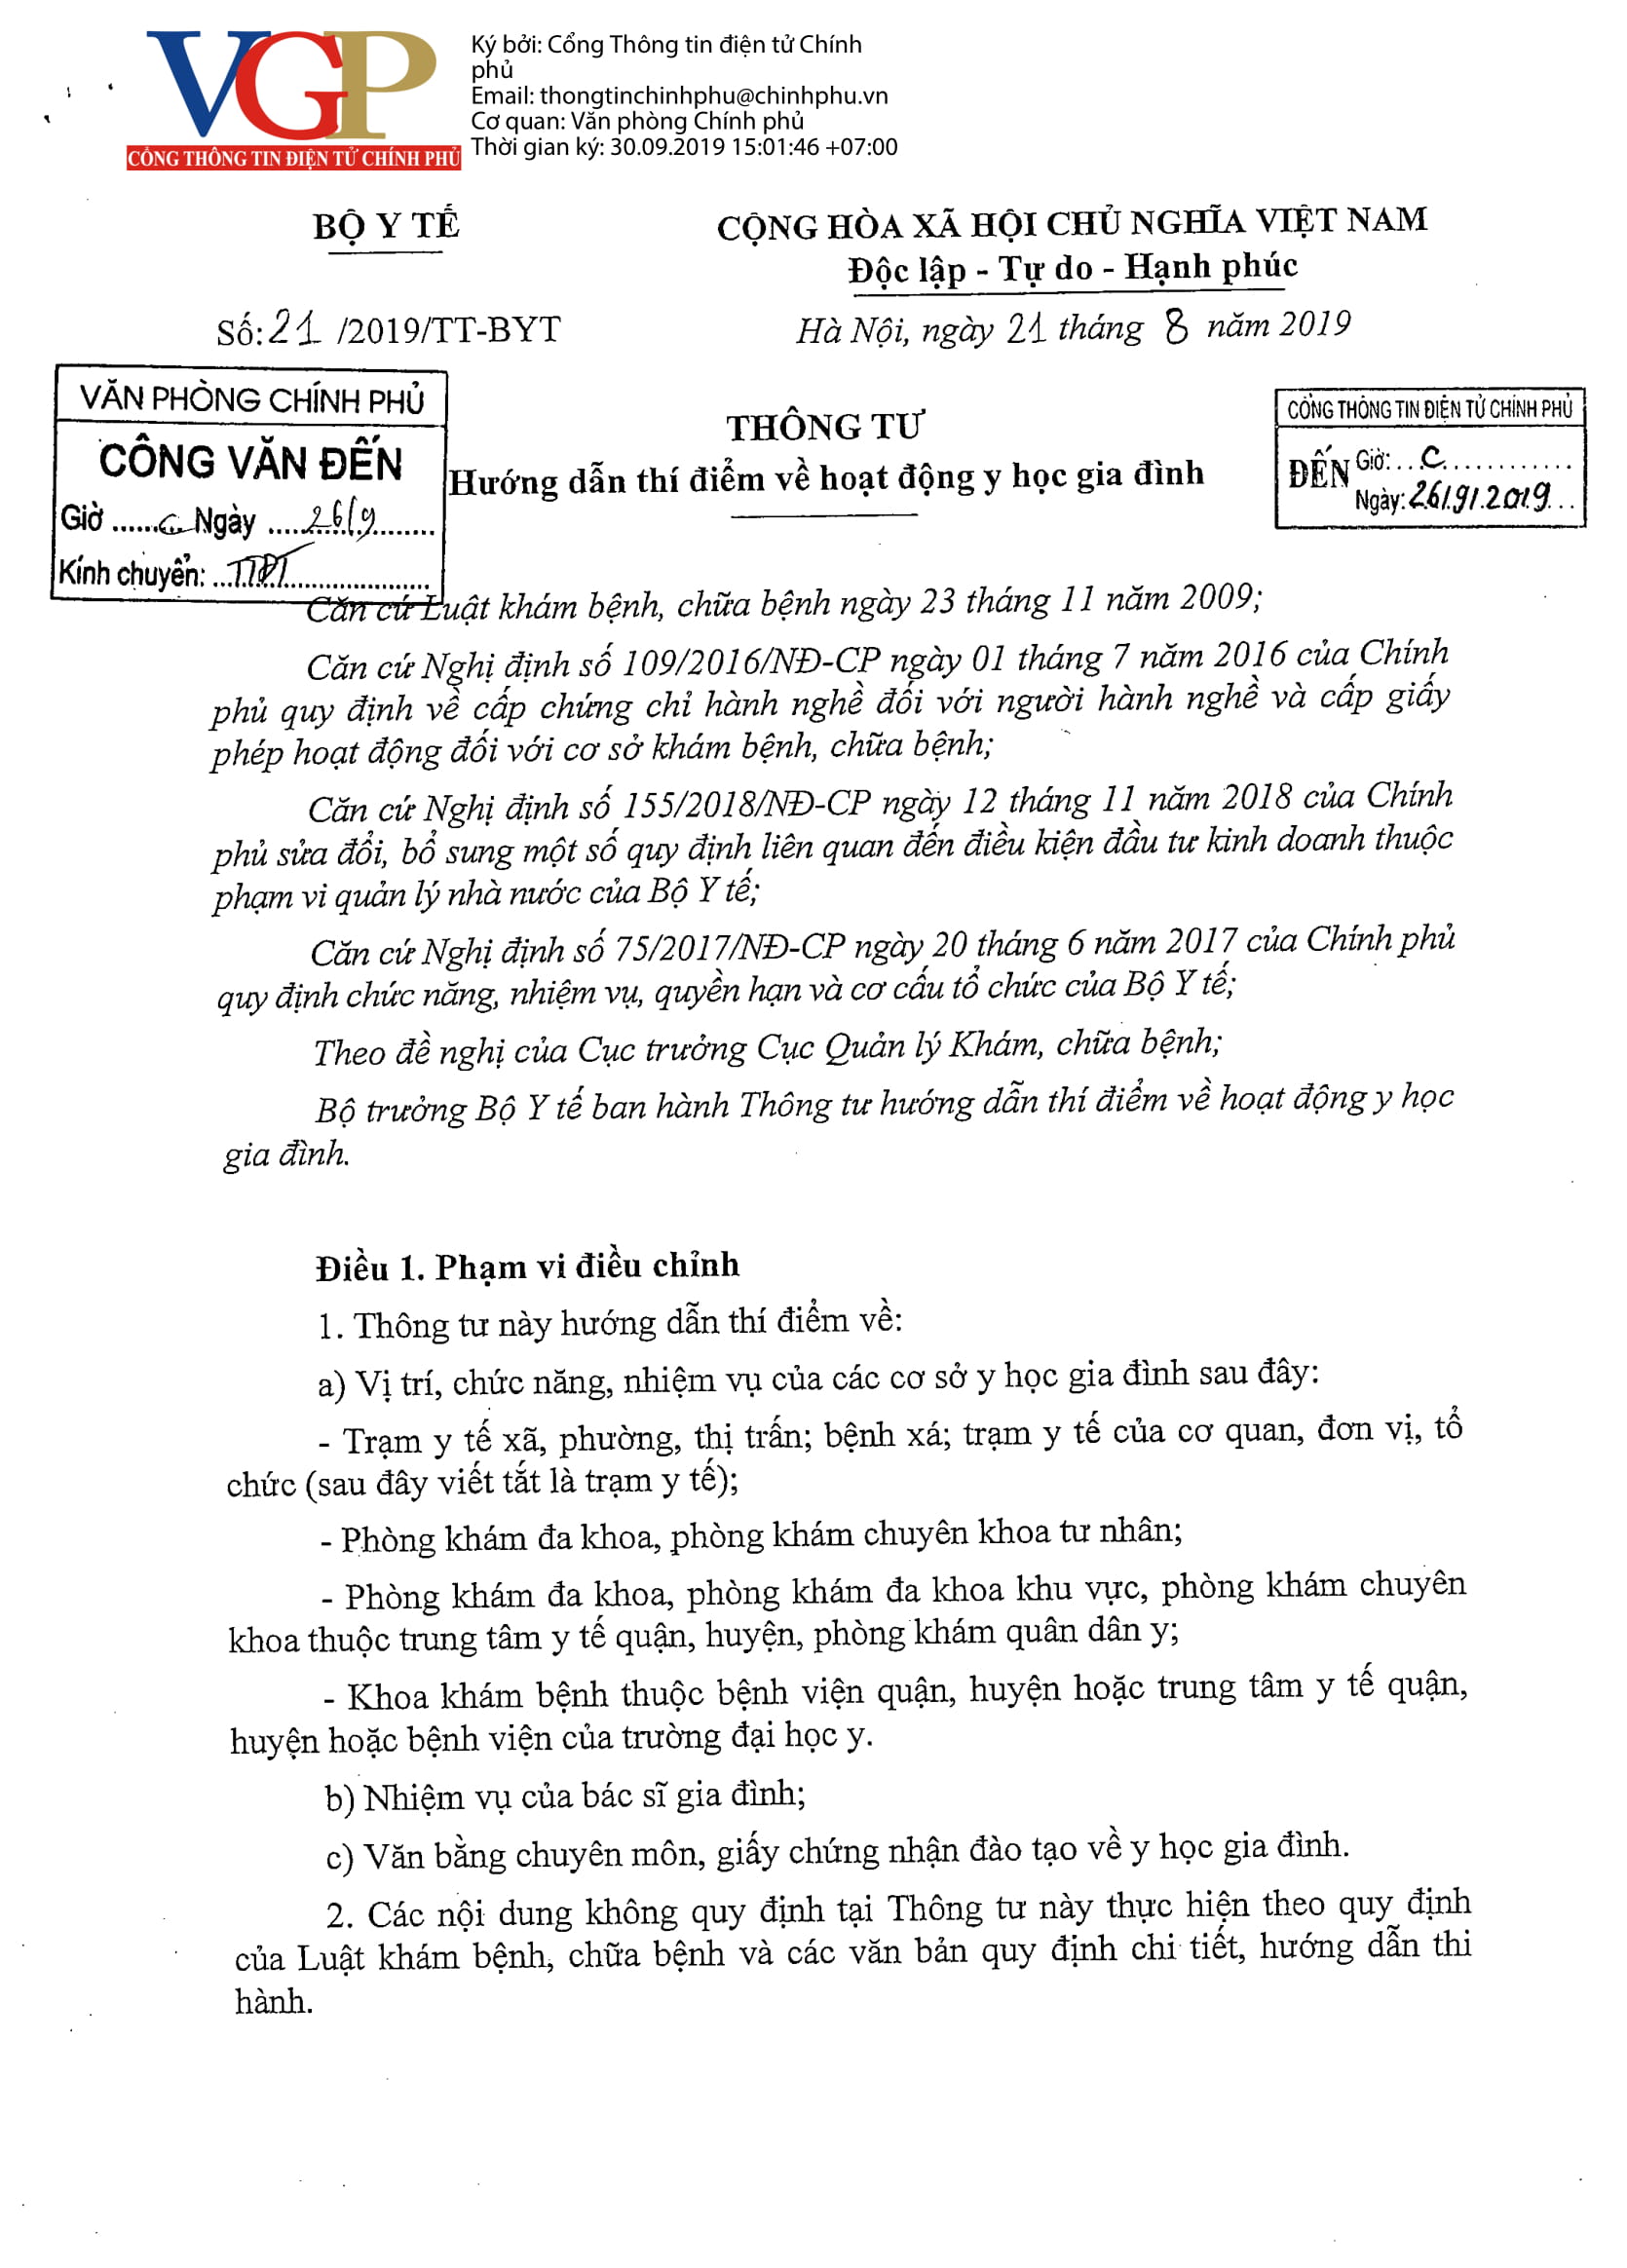 VGP
CỔNG THÔNG TIN ĐIỆN TỬ CHÍNH PHỦ
Ký bởi: Cổng Thông tin điện tử Chính
phủ
Email: thongtinchinhphu@chinhphu.vn
Cơ quan: Văn phòng Chính phủ
Thời gian ký: 30.09.2019 15:01:46 +07:00
BỘ Y TẾ
CỘNG HÒA XÃ HỘI CHỦ NGHĨA VIỆT NAM
Độc lập - Tự do - Hạnh phúc
Số: 21 /2019/TT-BYT
Hà Nội, ngày 21 tháng 8 năm 2019
VĂN PHÒNG CHÍNH PHỦ
CÔNG VĂN ĐẾN
Giờ ...C... Ngày ...26/9...
Kính chuyển: ...
CỔNG THÔNG TIN ĐIỆN TỬ CHÍNH PHỦ
ĐẾN
Giờ: ...C...
Ngày: 26/9/2019
THÔNG TƯ
Hướng dẫn thí điểm về hoạt động y học gia đình
Căn cứ Luật khám bệnh, chữa bệnh ngày 23 tháng 11 năm 2009;
Căn cứ Nghị định số 109/2016/NĐ-CP ngày 01 tháng 7 năm 2016 của Chính
phủ quy định về cấp chứng chỉ hành nghề đối với người hành nghề và cấp giấy
phép hoạt động đối với cơ sở khám bệnh, chữa bệnh;
Căn cứ Nghị định số 155/2018/NĐ-CP ngày 12 tháng 11 năm 2018 của Chính
phủ sửa đổi, bổ sung một số quy định liên quan đến điều kiện đầu tư kinh doanh thuộc
phạm vi quản lý nhà nước của Bộ Y tế;
Căn cứ Nghị định số 75/2017/NĐ-CP ngày 20 tháng 6 năm 2017 của Chính phủ
quy định chức năng, nhiệm vụ, quyền hạn và cơ cấu tổ chức của Bộ Y tế;
Theo đề nghị của Cục trưởng Cục Quản lý Khám, chữa bệnh;
Bộ trưởng Bộ Y tế ban hành Thông tư hướng dẫn thí điểm về hoạt động y học
gia đình.
Điều 1. Phạm vi điều chỉnh
1. Thông tư này hướng dẫn thí điểm về:
a) Vị trí, chức năng, nhiệm vụ của các cơ sở y học gia đình sau đây:
- Trạm y tế xã, phường, thị trấn; bệnh xá; trạm y tế của cơ quan, đơn vị, tổ
chức (sau đây viết tắt là trạm y tế);
- Phòng khám đa khoa, phòng khám chuyên khoa tư nhân;
- Phòng khám đa khoa, phòng khám đa khoa khu vực, phòng khám chuyên
khoa thuộc trung tâm y tế quận, huyện, phòng khám quân dân y;
- Khoa khám bệnh thuộc bệnh viện quận, huyện hoặc trung tâm y tế quận,
huyện hoặc bệnh viện của trường đại học y.
b) Nhiệm vụ của bác sĩ gia đình;
c) Văn bằng chuyên môn, giấy chứng nhận đào tạo về y học gia đình.
2. Các nội dung không quy định tại Thông tư này thực hiện theo quy định
của Luật khám bệnh, chữa bệnh và các văn bản quy định chi tiết, hướng dẫn thi
hành.